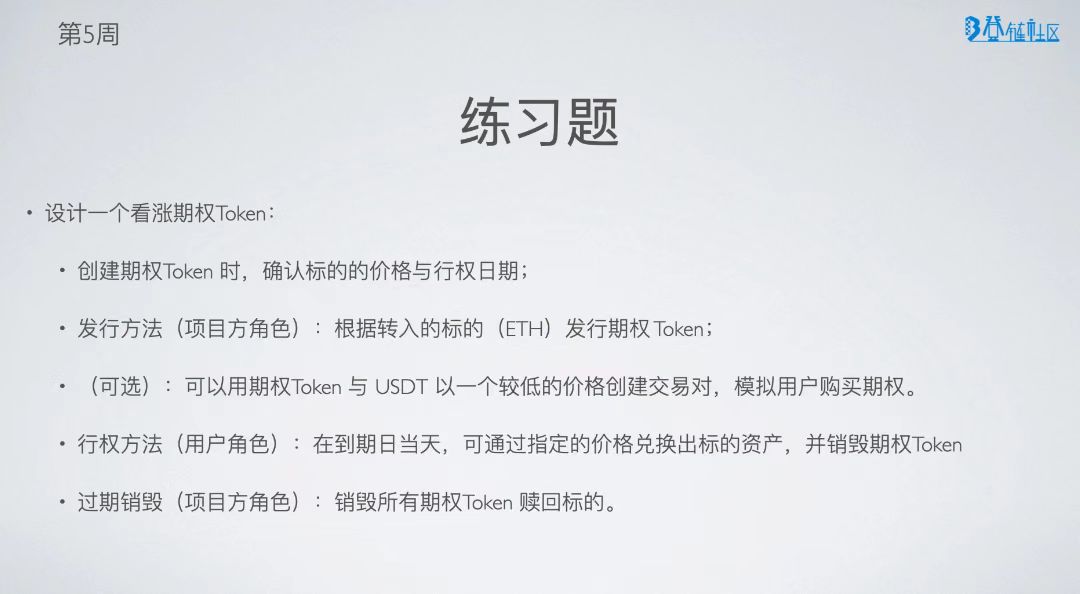 第5周
登链社区
练习题
• 设计一个看涨期权Token：
• 创建期权Token 时，确认标的的价格与行权日期；
• 发行方法（项目方角色）：根据转入的标的（ETH）发行期权Token；
• （可选）：可以用期权Token 与 USDT 以一个较低的价格创建交易对，模拟用户购买期权。
• 行权方法（用户角色）：在到期日当天，可通过指定的价格兑换出标的资产，并销毁期权Token
• 过期销毁（项目方角色）：销毁所有期权Token 赎回标的。